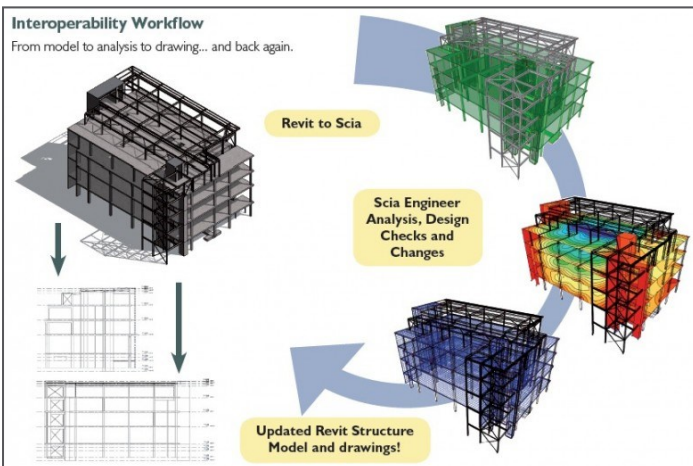 Interoperability Workflow
From model to analysis to drawing... and back again.
Revit to Scia
Scia Engineer
Analysis, Design
Checks and
Changes
Updated Revit Structure
Model and drawings!